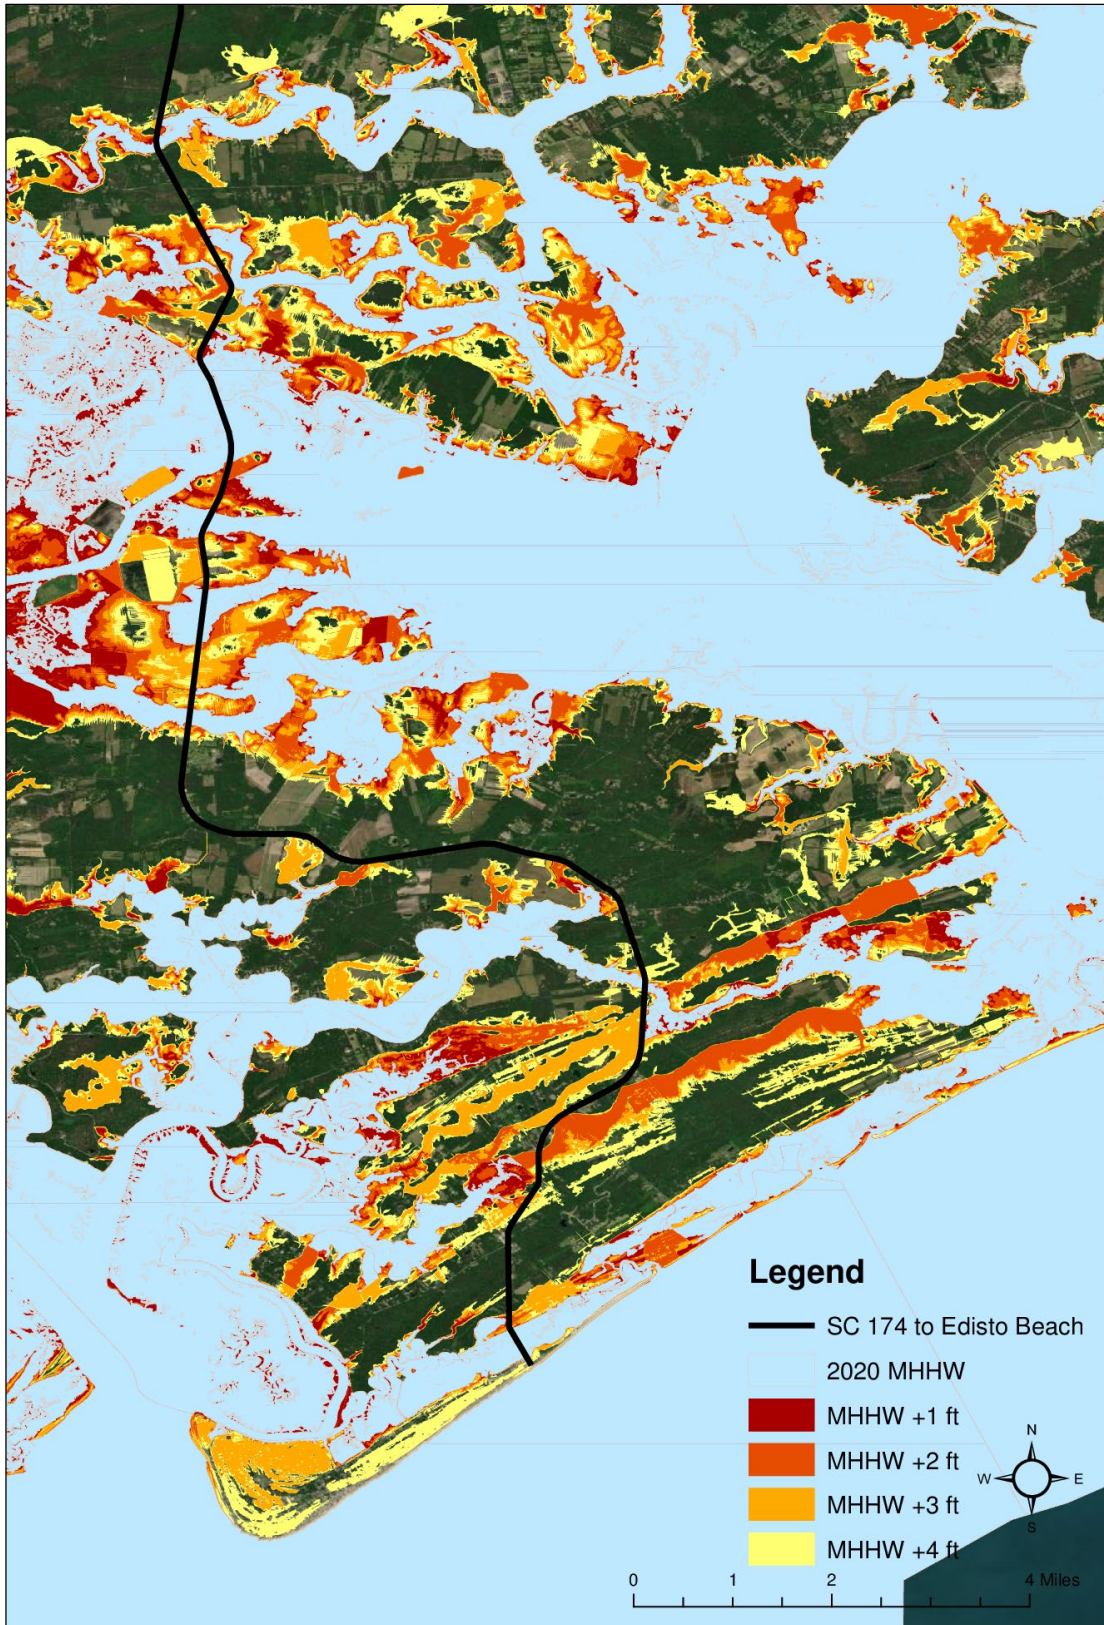 Legend
SC 174 to Edisto Beach
2020 MHHW
MHHW +1 ft
MHHW +2 ft
MHHW +3 ft
MHHW +4 ft
N
W E
S
0 1 2 4 Miles